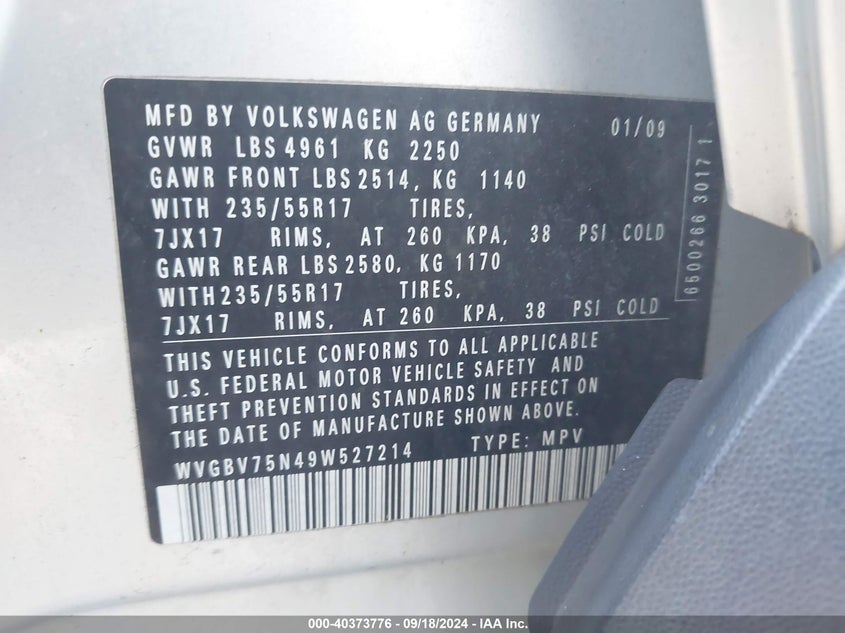 MFD BY VOLKSWAGEN AG GERMANY 01/09
GVWR LBS 4961 KG 2250
GAWR FRONT LBS 2514, KG 1140
WITH 235/55R17 TIRES,
7JX17 RIMS, AT 260 KPA, 38 PSI COLD
GAWR REAR LBS 2580, KG 1170
WITH 235/55R17 TIRES,
7JX17 RIMS, AT 260 KPA, 38 PSI COLD
THIS VEHICLE CONFORMS TO ALL APPLICABLE
U.S. FEDERAL MOTOR VEHICLE SAFETY AND
THEFT PREVENTION STANDARDS IN EFFECT ON
THE DATE OF MANUFACTURE SHOWN ABOVE.
WVGBV75N49W527214 TYPE: MPV
6500266 3017 1
000-40373776 - 09/18/2024 - IAAI.COM